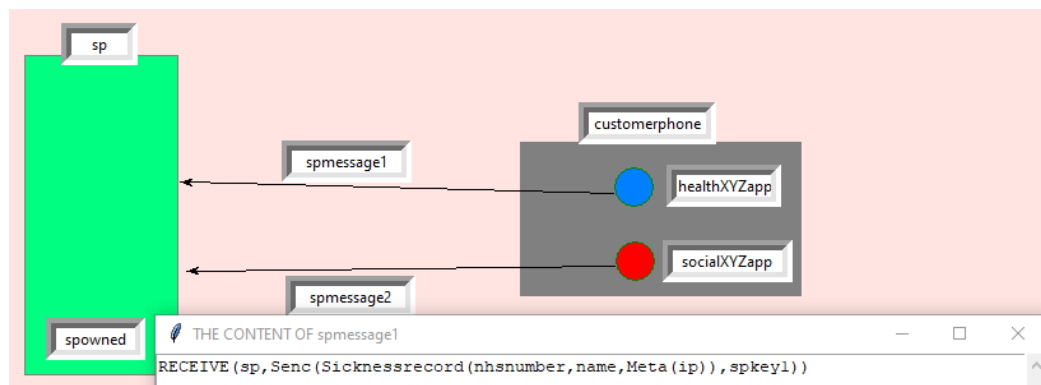 sp
customerphone
spmessage1
healthXYZapp
socialXYZapp
spmessage2
spowned
THE CONTENT OF spmessage1
RECEIVE(sp,Senc(Sicknessrecord(nhsnumber,name,Meta(ip)),spkey1))